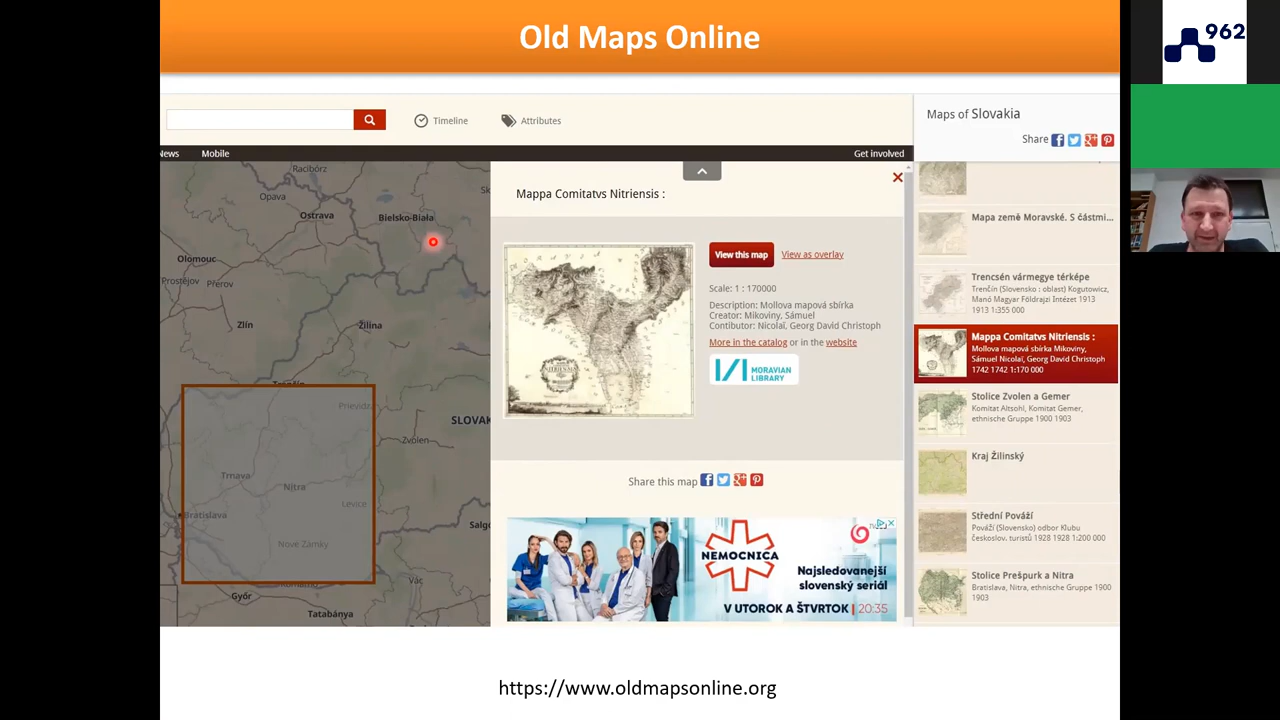 Old Maps Online
962
Timeline
Attributes
Maps of Slovakia
Share
News
Mobile
Get involved
Racibórz
Opava
Ostrava
Bielsko-Biała
Olomouc
Prostějov
Přerov
Zlín
Žilina
Trenčín
Prievidza
SLOVAK
Zvolen
Trnava
Nitra
Levice
Bratislava
Salgó
Nové Zámky
Vác
Győr
Tatabánya
Mappa Comitatvs Nitriensis :
View this map
View as overlay
Scale: 1 : 170000
Description: Mollova mapová sbírka
Creator: Mikoviny, Sámuel
Contibutor: Nicolaï, Georg David Christoph
More in the catalog or in the website
MORAVIAN
LIBRARY
Share this map
NEMOCNICA
Najsledovanejší
slovenský seriál
V UTOROK A ŠTVRTOK | 20:35
Mapa země Moravské. S částmi...
Trencsén vármegye térképe
Trenčín (Slovensko : oblast) Kogutowicz,
Manó Magyar Földrajzi Intézet 1913
1913 1:355 000
Mappa Comitatvs Nitriensis :
Mollova mapová sbírka Mikoviny,
Sámuel Nicolaï, Georg David Christoph
1742 1742 1:170 000
Stolice Zvolen a Gemer
Komitat Altsohl, Komitat Gemer,
ethnische Gruppe 1900 1903
Kraj Žilinský
Střední Pováží
Pováží (Slovensko) odbor Klubu
českoslov. turistů 1928 1928 1:200 000
Stolice Prešpurk a Nitra
Bratislava, Nitra, ethnische Gruppe 1900
1903
https://www.oldmapsonline.org